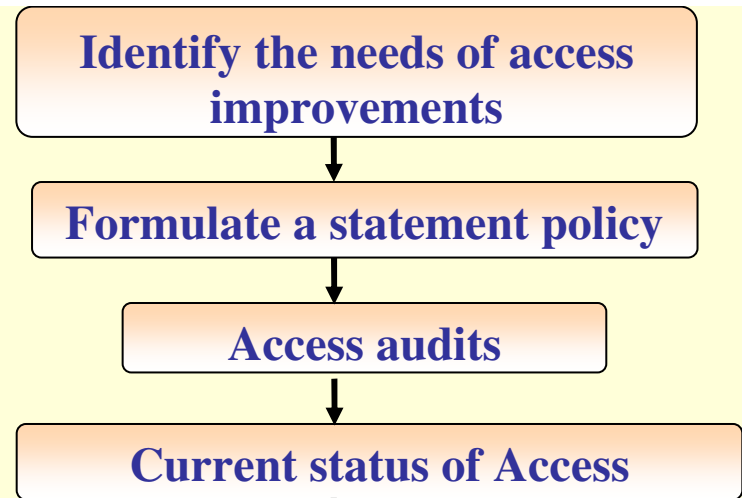 Identify the needs of access
improvements
Formulate a statement policy
Access audits
Current status of Access